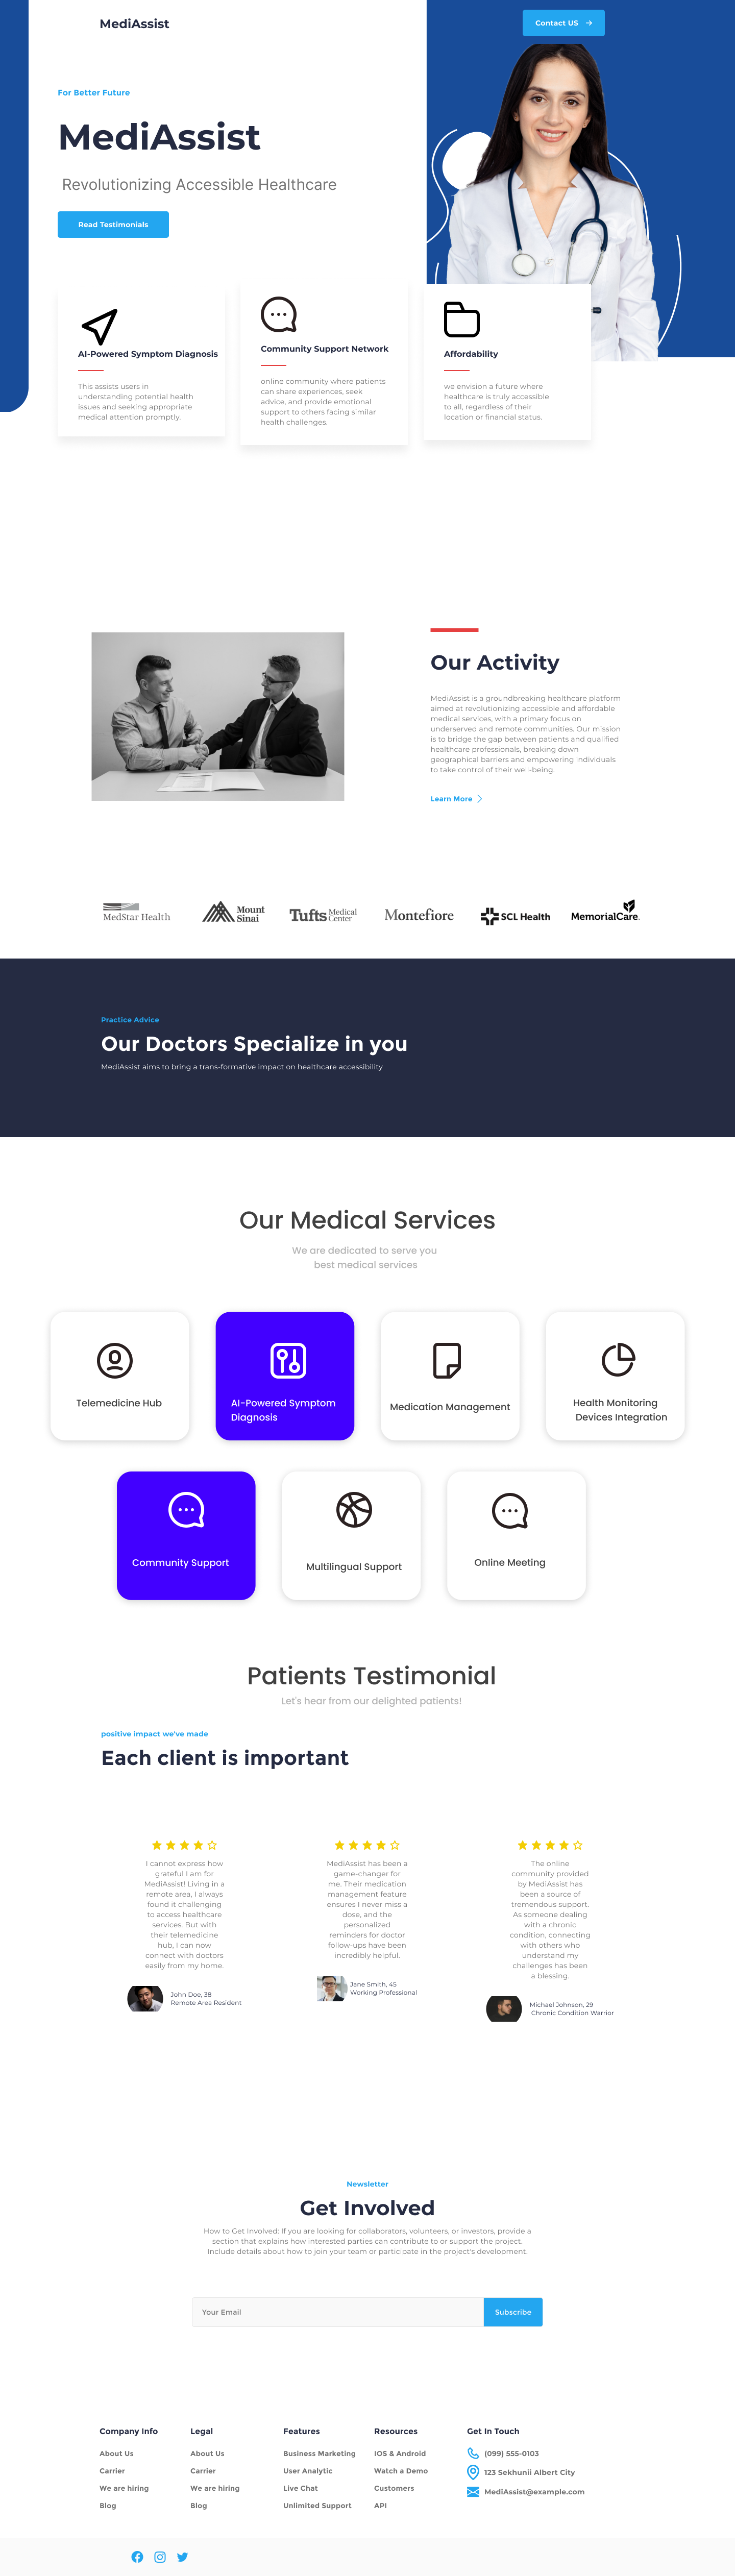 MediAssist
Contact US
For Better Future
MediAssist
Revolutionizing Accessible Healthcare
Read Testimonials
AI-Powered Symptom Diagnosis
This assists users in
understanding potential health
issues and seeking appropriate
medical attention promptly.
Community Support Network
online community where patients
can share experiences, seek
advice, and provide emotional
support to others facing similar
health challenges.
Affordability
we envision a future where
healthcare is truly accessible
to all, regardless of their
location or financial status.
Our Activity
MediAssist is a groundbreaking healthcare platform
aimed at revolutionizing accessible and affordable
medical services, with a primary focus on
underserved and remote communities. Our mission
is to bridge the gap between patients and qualified
healthcare professionals, breaking down
geographical barriers and empowering individuals
to take control of their well-being.
Learn More
MedStar Health
Mount
Sinai
Tufts Medical
Center
Montefiore
SCL Health
MemorialCare.
Practice Advice
Our Doctors Specialize in you
MediAssist aims to bring a trans-formative impact on healthcare accessibility
Our Medical Services
We are dedicated to serve you
best medical services
Telemedicine Hub
AI-Powered Symptom
Diagnosis
Medication Management
Health Monitoring
Devices Integration
Community Support
Multilingual Support
Online Meeting
Patients Testimonial
Let's hear from our delighted patients!
positive impact we've made
Each client is important
I cannot express how
grateful I am for
MediAssist! Living in a
remote area, I always
found it challenging
to access healthcare
services. But with
their telemedicine
hub, I can now
connect with doctors
easily from my home.
John Doe, 38
Remote Area Resident
MediAssist has been a
game-changer for
me. Their medication
management feature
ensures I never miss a
dose, and the
personalized
reminders for doctor
follow-ups have been
incredibly helpful.
Jane Smith, 45
Working Professional
The online
community provided
by MediAssist has
been a source of
tremendous support.
As someone dealing
with a chronic
condition, connecting
with others who
understand my
challenges has been
a blessing.
Michael Johnson, 29
Chronic Condition Warrior
Newsletter
Get Involved
How to Get Involved: If you are looking for collaborators, volunteers, or investors, provide a
section that explains how interested parties can contribute to or support the project.
Include details about how to join your team or participate in the project's development.
Your Email
Subscribe
Company Info
About Us
Carrier
We are hiring
Blog
Legal
About Us
Carrier
We are hiring
Blog
Features
Business Marketing
User Analytic
Live Chat
Unlimited Support
Resources
IOS & Android
Watch a Demo
Customers
API
Get In Touch
(099) 555-0103
123 Sekhunii Albert City
MediAssist@example.com